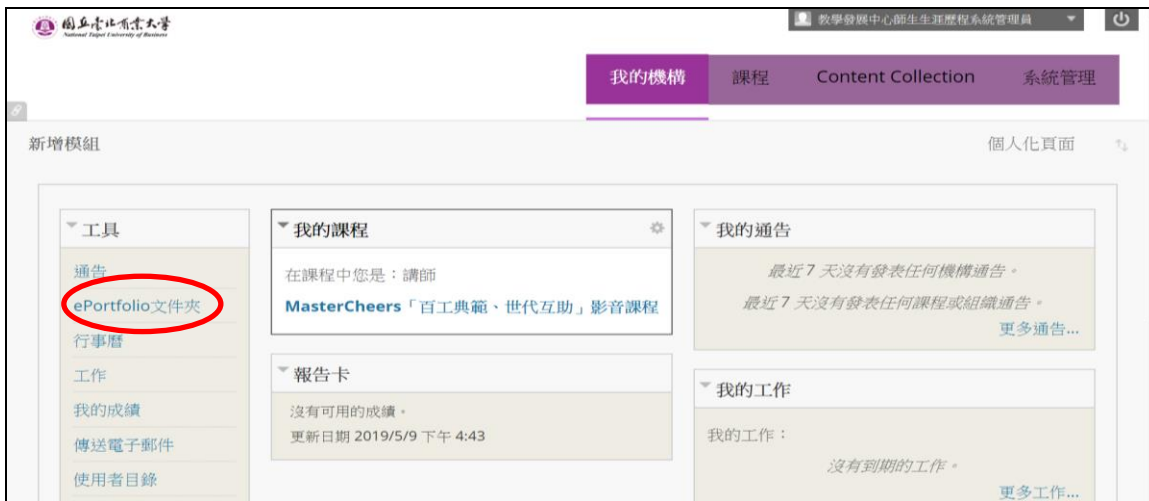 國立臺北商業大學
National Taipei University of Business
教學發展中心師生生涯歷程系統管理員
我的機構
課程
Content Collection
系統管理
新增模組
個人化頁面
工具
通告
ePortfolio文件夾
行事曆
工作
我的成績
傳送電子郵件
使用者目錄
我的課程
在課程中您是：講師
MasterCheers「百工典範、世代互助」影音課程
報告卡
沒有可用的成績。
更新日期 2019/5/9 下午 4:43
我的通告
最近 7 天沒有發表任何機構通告。
最近 7 天沒有發表任何課程或組織通告。
更多通告...
我的工作
我的工作：
沒有到期的工作。
更多工作...